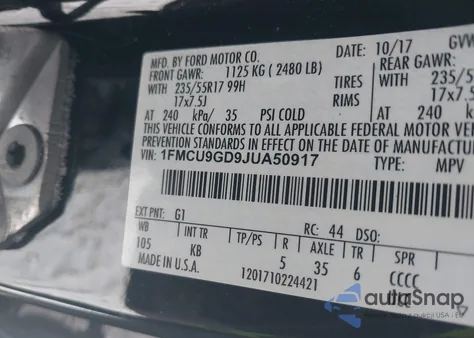 MFD. BY FORD MOTOR CO.
DATE: 10/17
GVW
FRONT GAWR: 1125 KG ( 2480 LB)
REAR GAWR:
WITH
235/55R17 99H
TIRES
WITH
235/5
17x7.5J
RIMS
17x7.
AT 240 kPa/ 35 PSI COLD
AT 240 k
THIS VEHICLE CONFORMS TO ALL APPLICABLE FEDERAL MOTOR VEH
PREVENTION STANDARDS IN EFFECT ON THE DATE OF MANUFACTUR
VIN: 1FMCU9GD9JUA50917
TYPE: MPV
EXT PNT: G1
RC: 44 DSO:
WB
INT TR
TP/PS
R
AXLE
TR
SPR
105
KB
5
35
6
CCCC
MADE IN U.S.A.
1201710224421
autoSnap